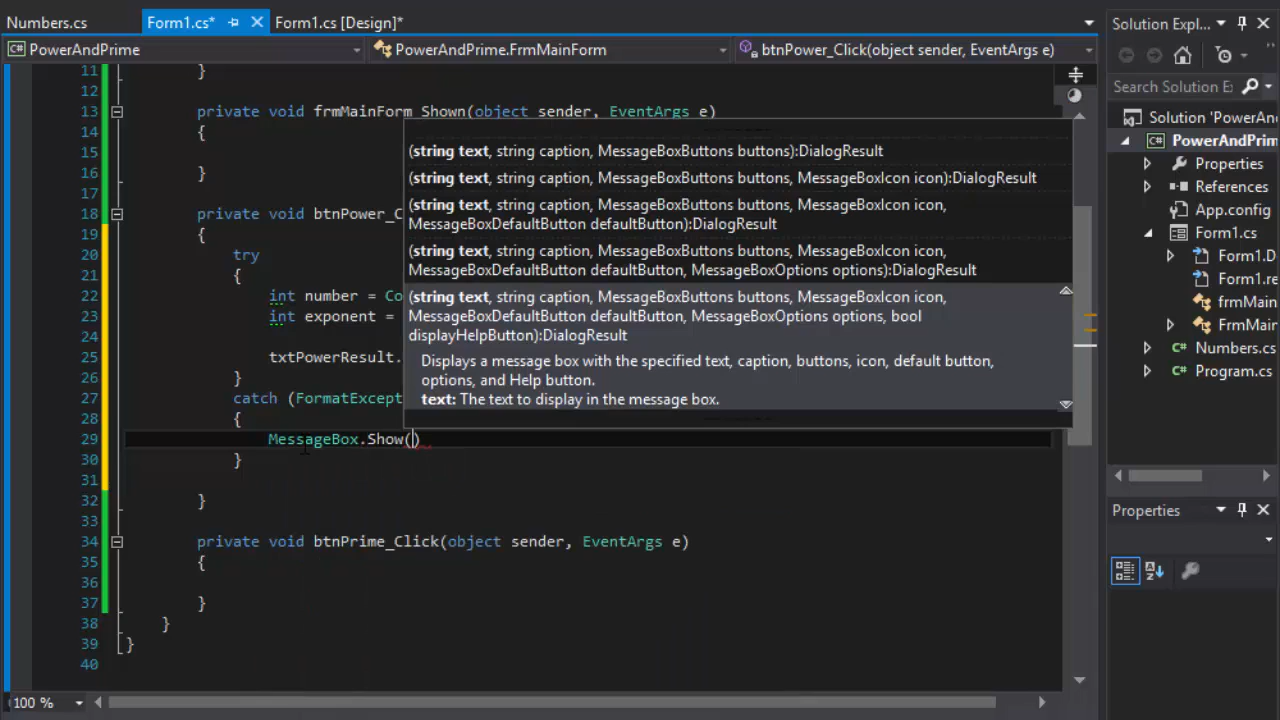 Numbers.cs
Form1.cs*
Form1.cs [Design]*
PowerAndPrime
PowerAndPrime.FrmMainForm
btnPower_Click(object sender, EventArgs e)
11 }
12
13 private void frmMainForm_Shown(object sender, EventArgs e)
14 {
15
16 }
17
18 private void btnPower_C
19 {
20 try
21 {
22 int number = Co
23 int exponent =
24
25 txtPowerResult.
26 }
27 catch (FormatExcept
28 {
29 MessageBox.Show()
30 }
31
32 }
33
34 private void btnPrime_Click(object sender, EventArgs e)
35 {
36
37 }
38 }
39 }
40
(string text, string caption, MessageBoxButtons buttons):DialogResult
(string text, string caption, MessageBoxButtons buttons, MessageBoxIcon icon):DialogResult
(string text, string caption, MessageBoxButtons buttons, MessageBoxIcon icon,
MessageBoxDefaultButton defaultButton):DialogResult
(string text, string caption, MessageBoxButtons buttons, MessageBoxIcon icon,
MessageBoxDefaultButton defaultButton, MessageBoxOptions options):DialogResult
(string text, string caption, MessageBoxButtons buttons, MessageBoxIcon icon,
MessageBoxDefaultButton defaultButton, MessageBoxOptions options, bool
displayHelpButton):DialogResult
Displays a message box with the specified text, caption, buttons, icon, default button,
options, and Help button.
text: The text to display in the message box.
100 %
Solution Expl...
Search Solution E
Solution 'PowerAn
C# PowerAndPrim
Properties
References
App.config
Form1.cs
Form1.D
Form1.re
frmMain
FrmMai
C# Numbers.cs
C# Program.cs
Properties